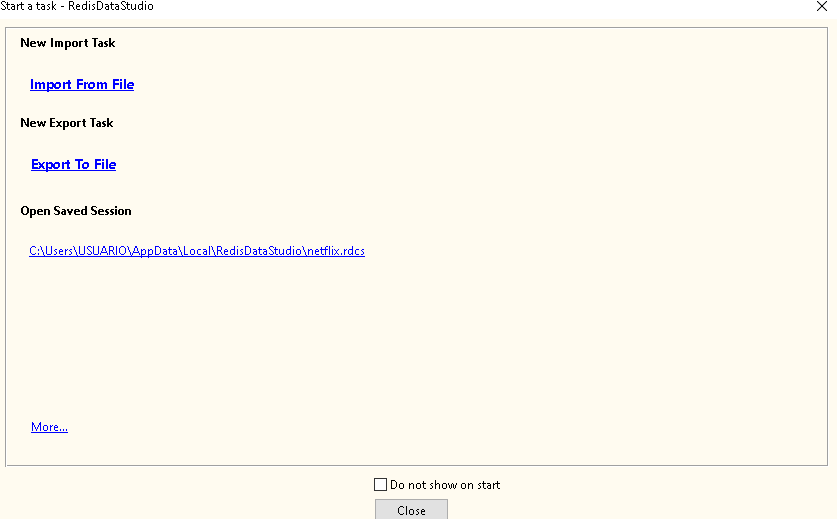 Start a task - RedisDataStudio
New Import Task
Import From File
New Export Task
Export To File
Open Saved Session
C:\Users\USUARIO\AppData\Local\RedisDataStudio\netflix.rdcs
More...
Do not show on start
Close